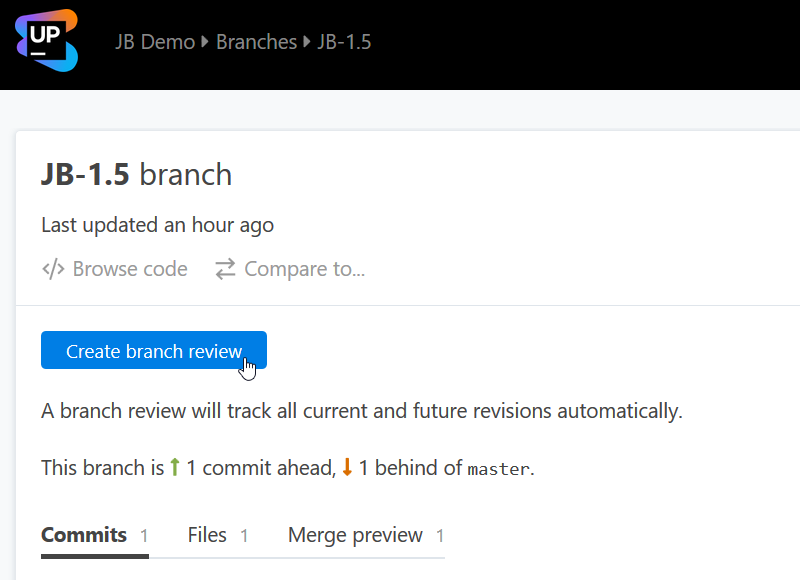 UP
JB Demo Branches JB-1.5
JB-1.5 branch
Last updated an hour ago
</> Browse code Compare to...
Create branch review
A branch review will track all current and future revisions automatically.
This branch is ↑ 1 commit ahead, ↓ 1 behind of master.
Commits 1 Files 1 Merge preview 1